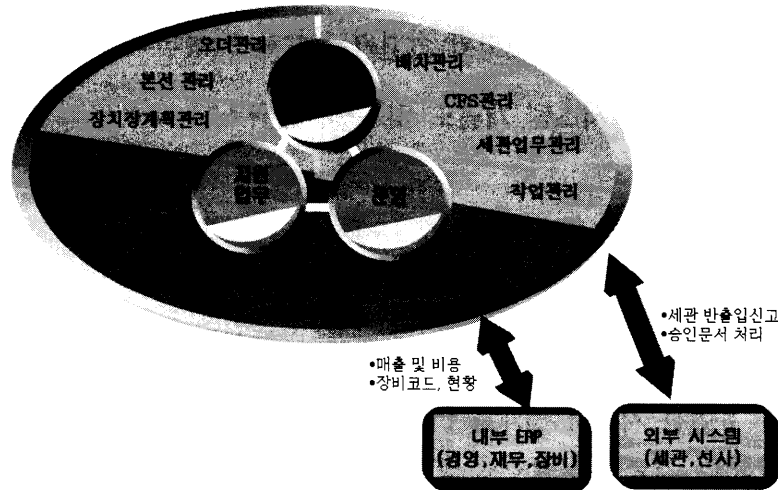 오더관리
배차관리
본선 관리
CFS관리
장치장계획관리
세관업무관리
지원
업무
운영
작업관리
•세관 반출입신고
•승인문서 처리
•매출 및 비용
•장비코드, 현황
내부 ERP
(경영,재무,장비)
외부 시스템
(세관,선사)